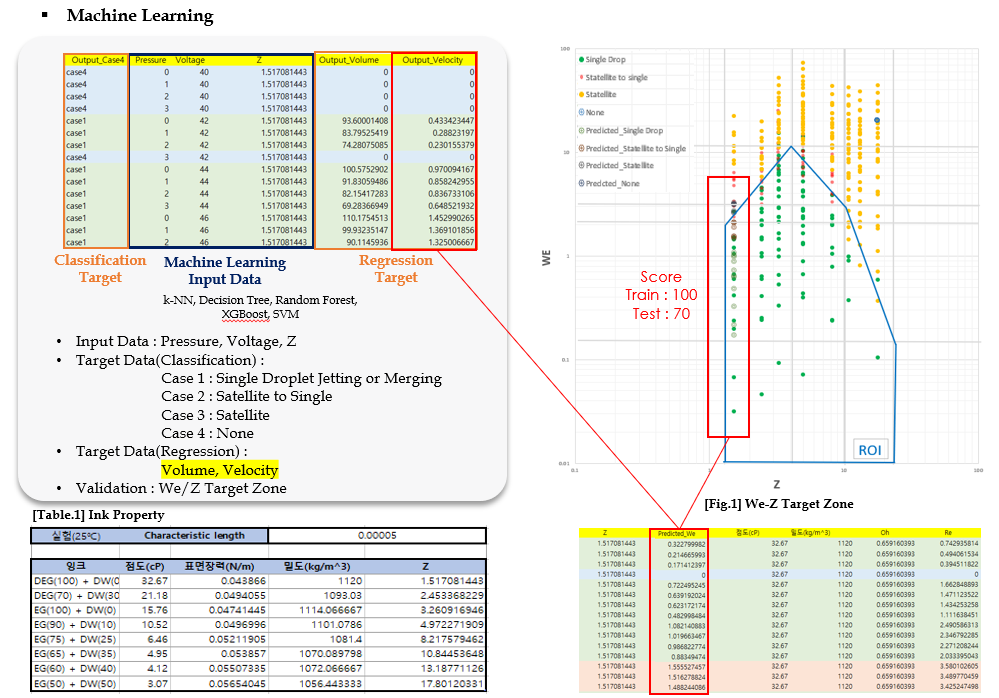 ▪ Machine Learning
Output_Case4 Pressure Voltage Z Output_Volume Output_Velocity
case4 0 40 1.517081443 0 0
case4 1 40 1.517081443 0 0
case4 2 40 1.517081443 0 0
case4 3 40 1.517081443 0 0
case1 0 42 1.517081443 93.60001408 0.433423447
case1 1 42 1.517081443 83.79525419 0.28823197
case1 2 42 1.517081443 74.28075085 0.230155379
case4 3 42 1.517081443 0 0
case1 0 44 1.517081443 100.5752902 0.970094167
case1 1 44 1.517081443 91.83059486 0.858242955
case1 2 44 1.517081443 82.15417283 0.836733106
case1 3 44 1.517081443 69.28366949 0.648521932
case1 0 46 1.517081443 110.1754513 1.452990265
case1 1 46 1.517081443 99.93235147 1.369101856
case1 2 46 1.517081443 90.1145936 1.325006667
Classification
Target
Machine Learning
Input Data
Regression
Target
k-NN, Decision Tree, Random Forest,
XGBoost, SVM
• Input Data : Pressure, Voltage, Z
• Target Data(Classification) :
Case 1 : Single Droplet Jetting or Merging
Case 2 : Satellite to Single
Case 3 : Satellite
Case 4 : None
• Target Data(Regression) :
Volume, Velocity
• Validation : We/Z Target Zone
[Table.1] Ink Property
실험(25℃) Characteristic length 0.00005
잉크 점도(cP) 표면장력(N/m) 밀도(kg/m^3) Z
DEG(100) + DW(0 32.67 0.043866 1120 1.517081443
DEG(70) + DW(30 21.18 0.0494055 1093.03 2.453368229
EG(100) + DW(0) 15.76 0.04741445 1114.066667 3.260916946
EG(90) + DW(10) 10.52 0.0496996 1101.0786 4.972271909
EG(75) + DW(25) 6.46 0.05211905 1081.4 8.217579462
EG(65) + DW(35) 4.95 0.053857 1070.089798 10.84453648
EG(60) + DW(40) 4.12 0.05507335 1072.066667 13.18771126
EG(50) + DW(50) 3.07 0.05654045 1056.443333 17.80120331
100
Single Drop
Statellite to single
Statellite
None
Predicted_Single Drop
Predicted_Statellite to Single
Predicted_Statellite
Predcted_None
10
1
0.1
0.01
WE
Score
Train : 100
Test : 70
ROI
0.1 1 10 100
Z
[Fig.1] We-Z Target Zone
Z Predicted_We 점도(cP) 밀도(kg/m^3) Oh Re
1.517081443 0.322799982 32.67 1120 0.659160393 0.742935814
1.517081443 0.214665993 32.67 1120 0.659160393 0.494061534
1.517081443 0.171412397 32.67 1120 0.659160393 0.394511822
1.517081443 0 32.67 1120 0.659160393 0
1.517081443 0.722495245 32.67 1120 0.659160393 1.662848893
1.517081443 0.639192024 32.67 1120 0.659160393 1.471123522
1.517081443 0.623172174 32.67 1120 0.659160393 1.434253258
1.517081443 0.482998484 32.67 1120 0.659160393 1.111638451
1.517081443 1.082140883 32.67 1120 0.659160393 2.490586313
1.517081443 1.019663467 32.67 1120 0.659160393 2.346792285
1.517081443 0.986822774 32.67 1120 0.659160393 2.271208244
1.517081443 0.88349474 32.67 1120 0.659160393 2.033395043
1.517081443 1.555527457 32.67 1120 0.659160393 3.580102605
1.517081443 1.516278824 32.67 1120 0.659160393 3.489770459
1.517081443 1.488244086 32.67 1120 0.659160393 3.425247498